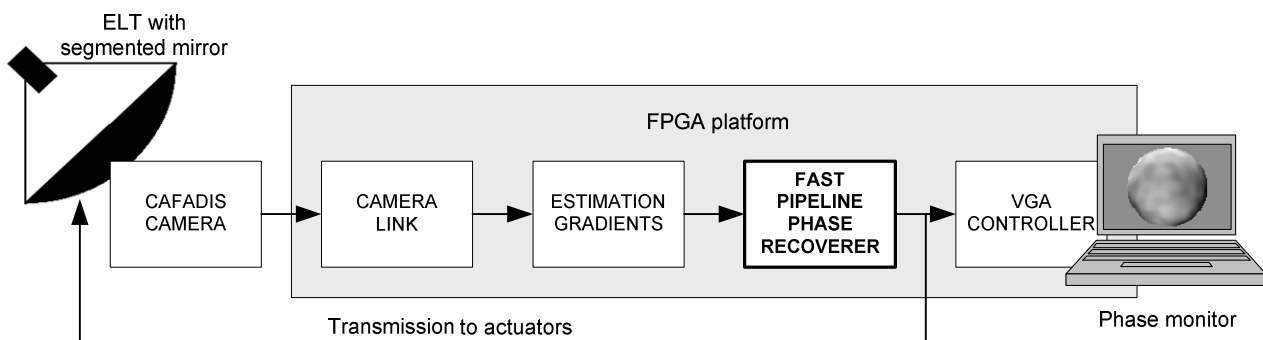 ELT with
segmented mirror
FPGA platform
CAFADIS
CAMERA
CAMERA
LINK
ESTIMATION
GRADIENTS
FAST
PIPELINE
PHASE
RECOVERER
VGA
CONTROLLER
Transmission to actuators
Phase monitor